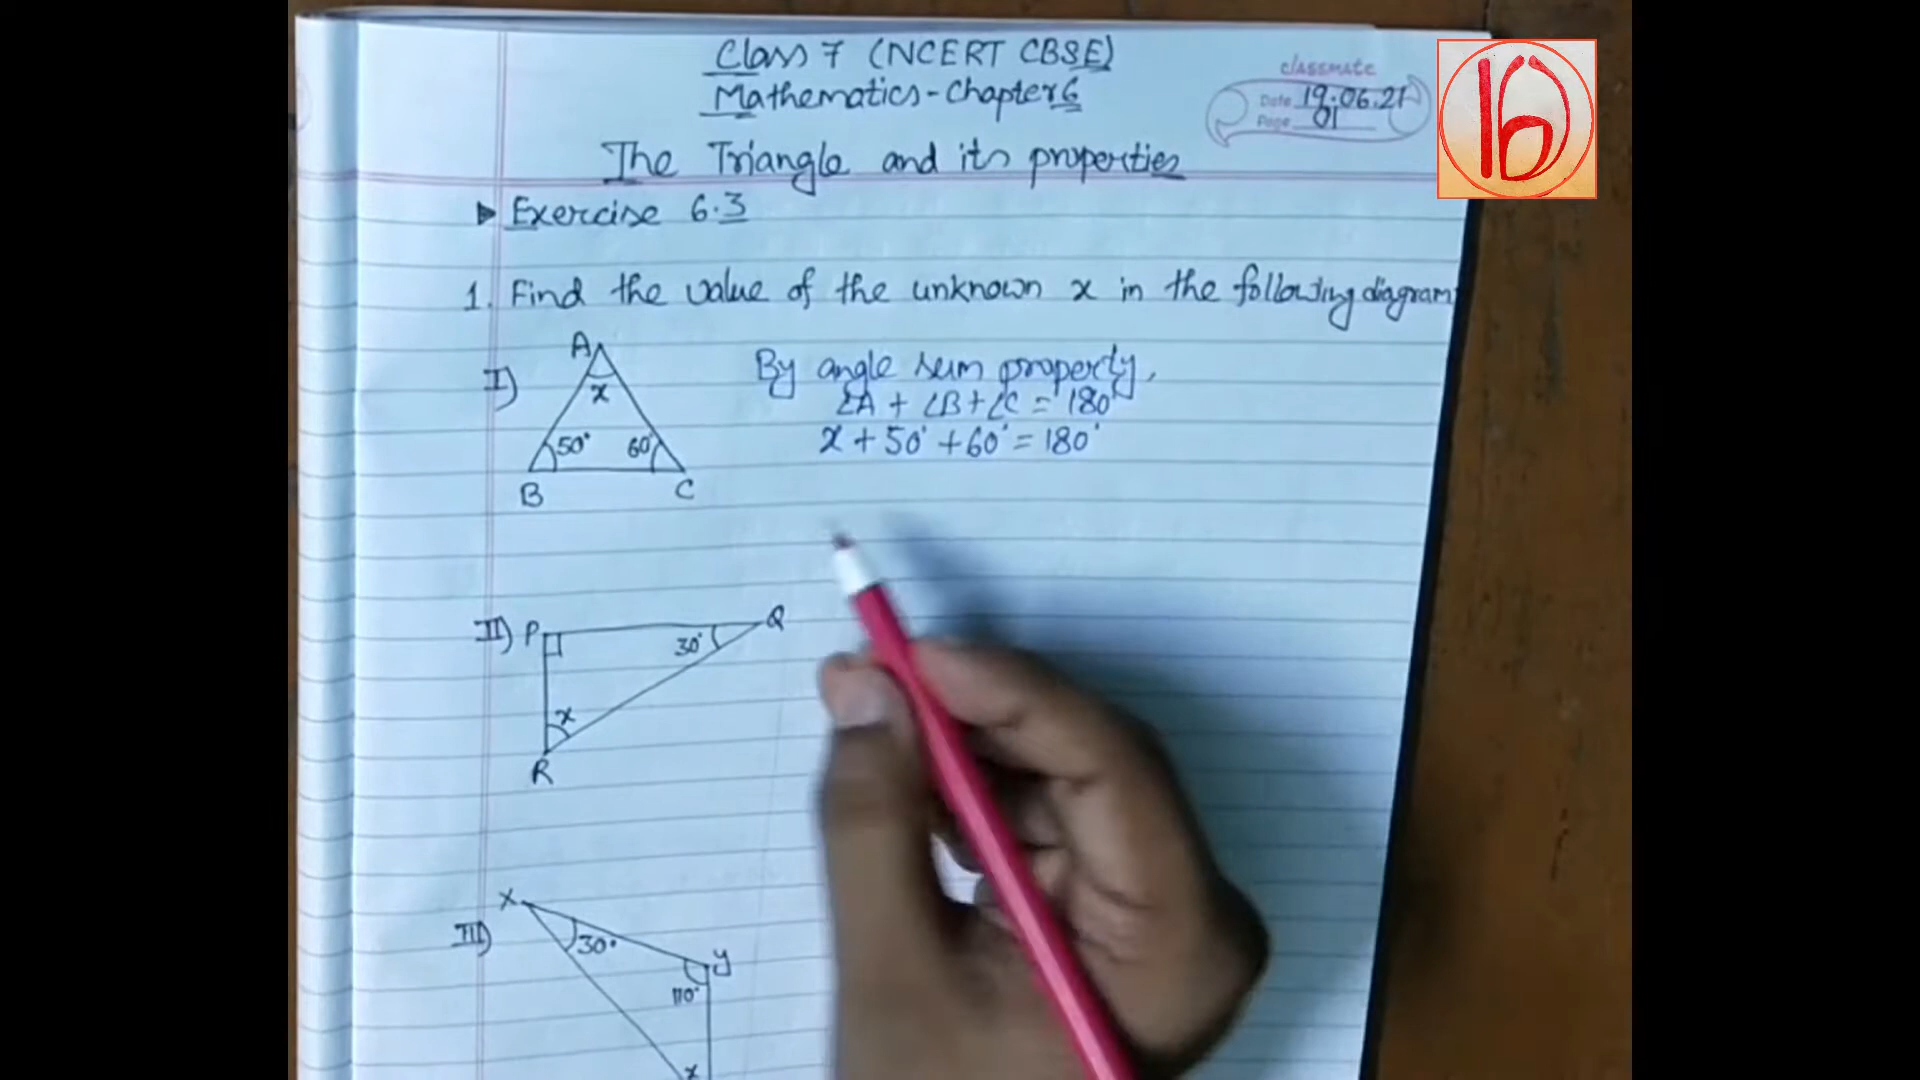 Class 7 (NCERT CBSE)
Mathematics - Chapter 6
classmate
Date 19.06.21
Page 01
The Triangle and its properties
Exercise 6.3
1. Find the value of the unknown x in the following diagram
I)
A
x
50°
60°
B
C
By angle sum property,
∠A + ∠B + ∠C = 180°
x + 50° + 60° = 180°
II)
P
Q
30°
x
R
III)
X
30°
Y
110°
x